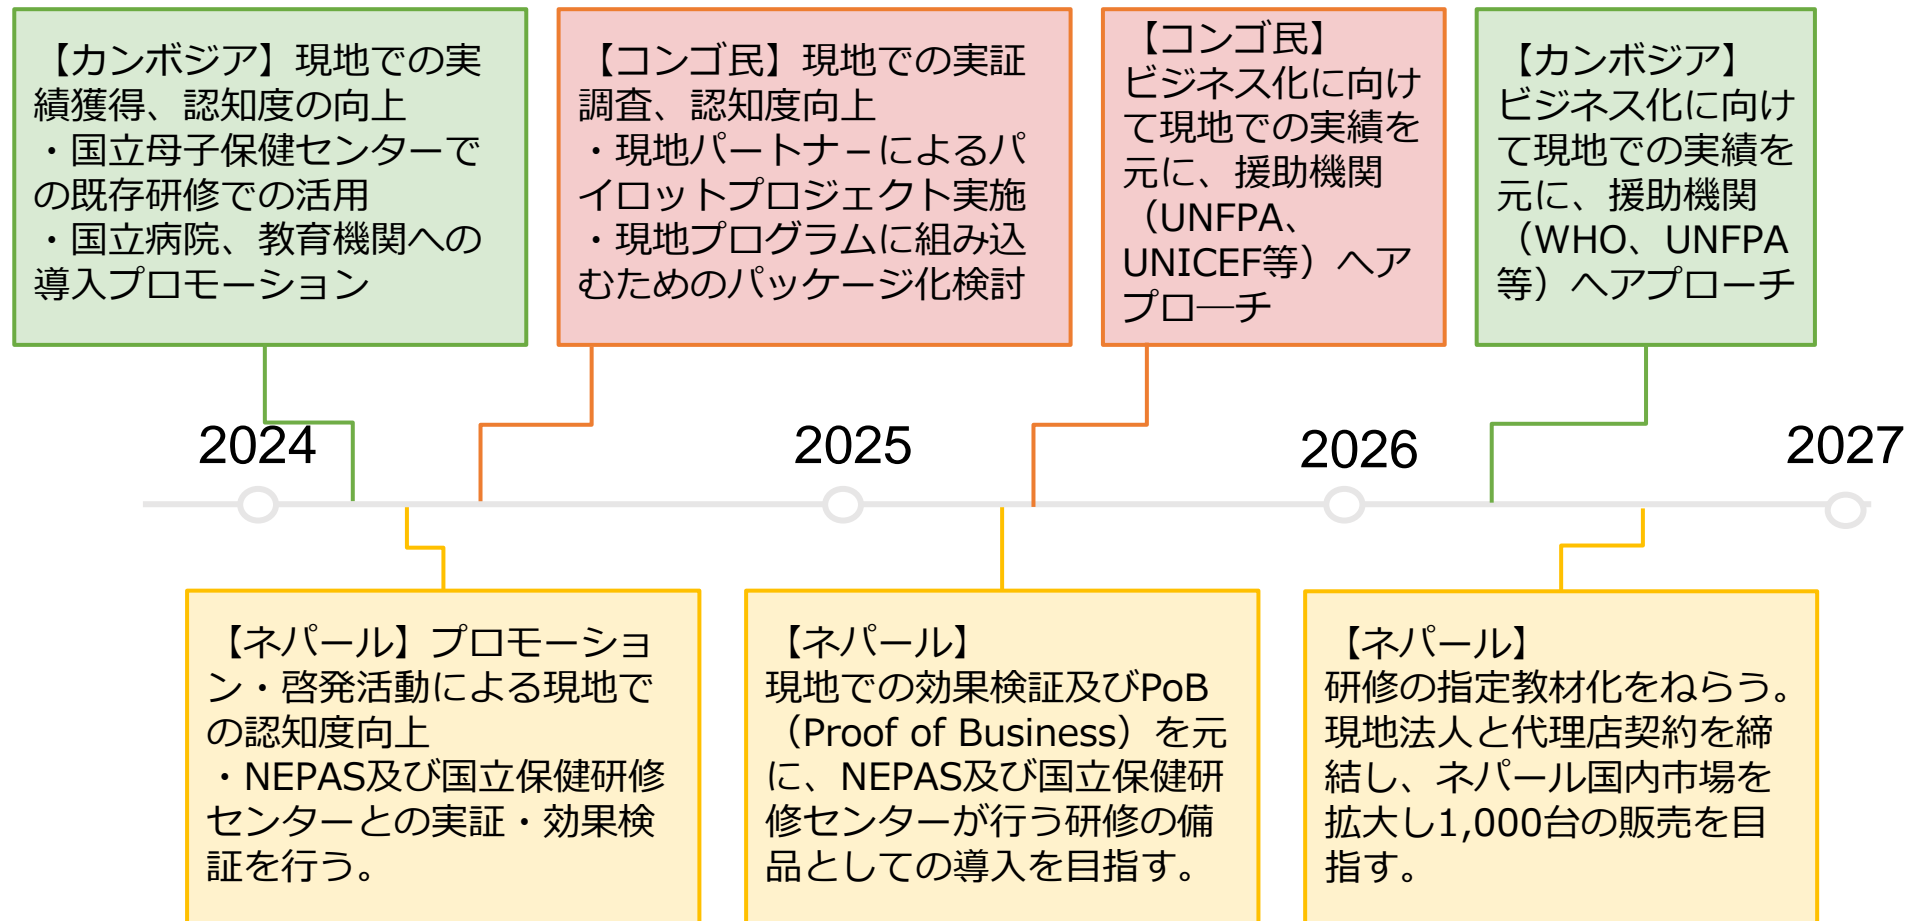 【カンボジア】現地での実
績獲得、認知度の向上
・国立母子保健センターで
の既存研修での活用
・国立病院、教育機関への
導入プロモーション
【コンゴ民】現地での実証
調査、認知度向上
・現地パートナーによるパ
イロットプロジェクト実施
・現地プログラムに組み込
むためのパッケージ化検討
【コンゴ民】
ビジネス化に向け
て現地での実績を
元に、援助機関
（UNFPA、
UNICEF等）へア
プロ―チ
【カンボジア】
ビジネス化に向け
て現地での実績を
元に、援助機関
（WHO、UNFPA
等）へアプローチ
2024
2025
2026
2027
【ネパール】プロモーショ
ン・啓発活動による現地で
の認知度向上
・NEPAS及び国立保健研修
センターとの実証・効果検
証を行う。
【ネパール】
現地での効果検証及びPoB
（Proof of Business）を元
に、NEPAS及び国立保健研
修センターが行う研修の備
品としての導入を目指す。
【ネパール】
研修の指定教材化をねらう。
現地法人と代理店契約を締
結し、ネパール国内市場を
拡大し1,000台の販売を目
指す。